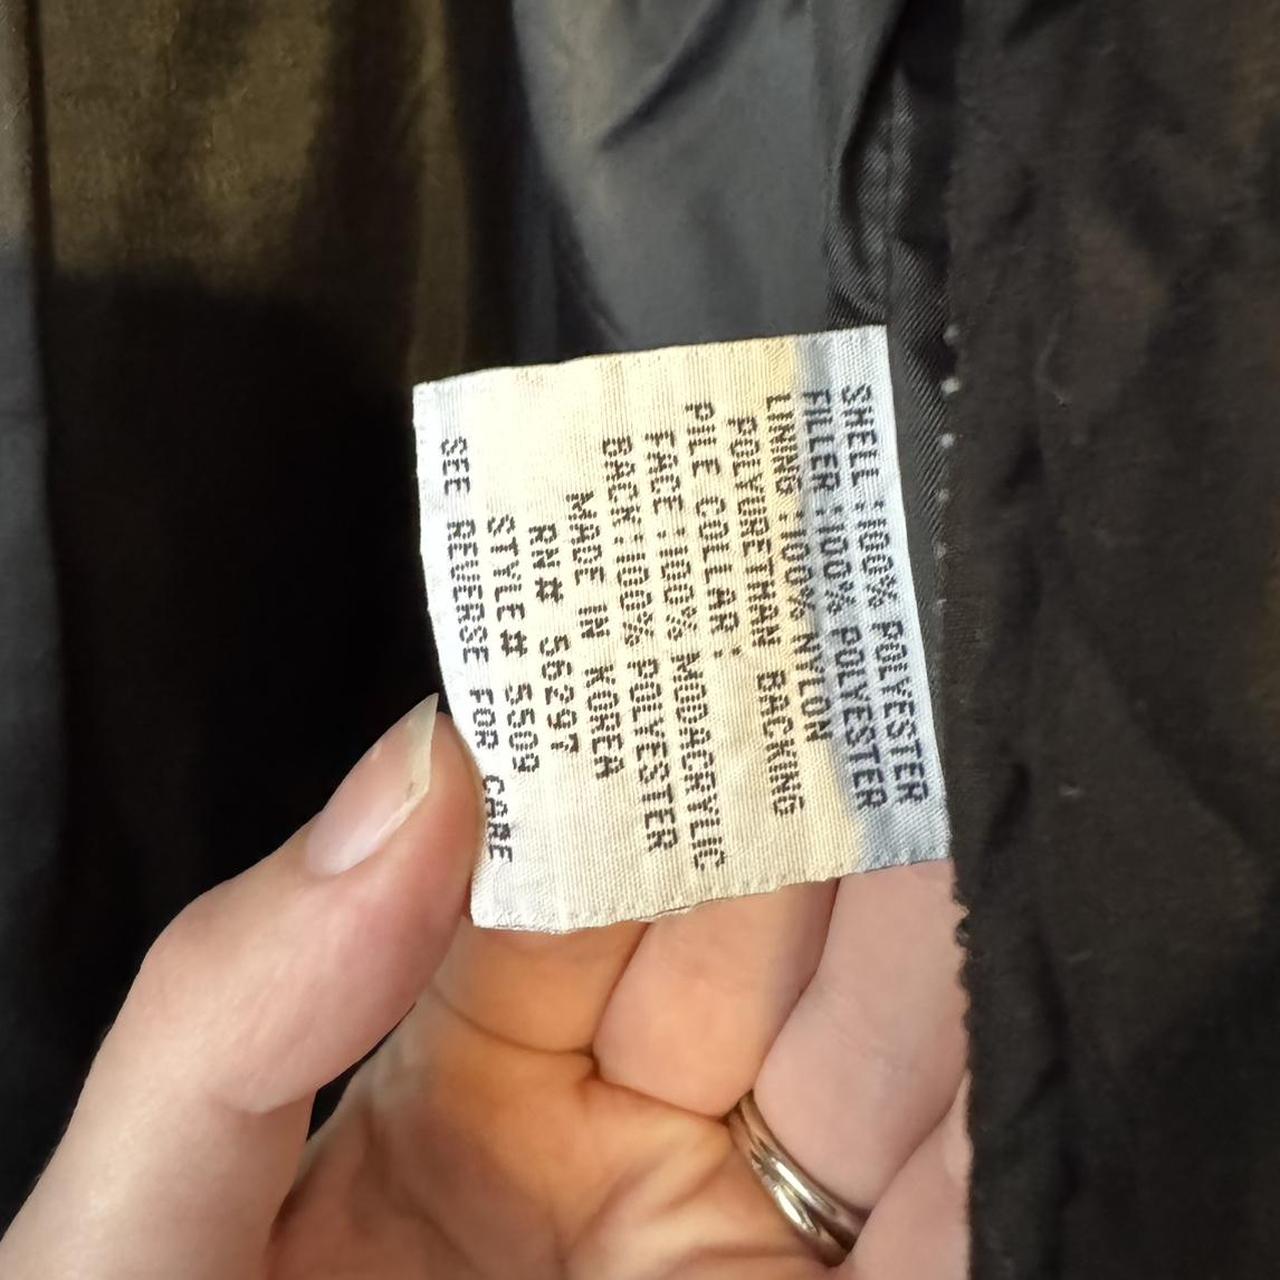 SHELL :100% POLYESTER
FILLER :100% POLYESTER
LINING :100% NYLON
POLYURETHAN BACKING
PILE COLLAR:
FACE :100% MODACRYLIC
BACK :100% POLYESTER
MADE IN KOREA
RN# 56297
STYLE# 5509
SEE REVERSE FOR CARE